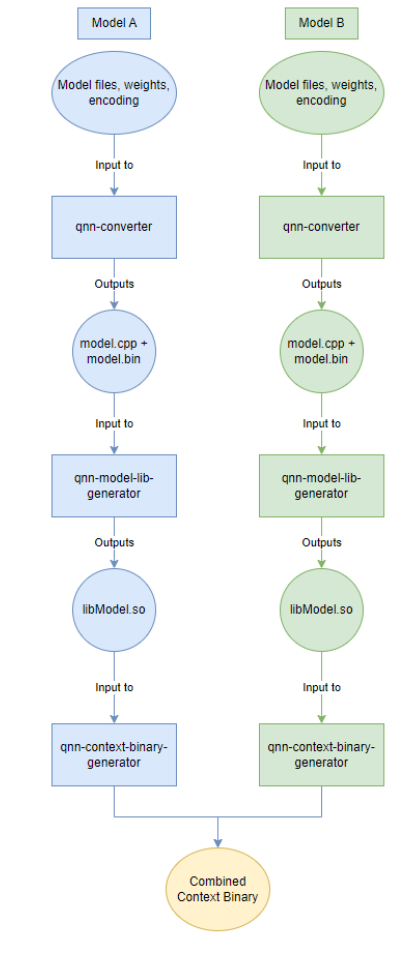 Model A
Model files, weights,
encoding
Input to
qnn-converter
Outputs
model.cpp +
model.bin
Input to
qnn-model-lib-
generator
Outputs
libModel.so
Input to
qnn-context-binary-
generator
Model B
Model files, weights,
encoding
Input to
qnn-converter
Outputs
model.cpp +
model.bin
Input to
qnn-model-lib-
generator
Outputs
libModel.so
Input to
qnn-context-binary-
generator
Combined
Context Binary